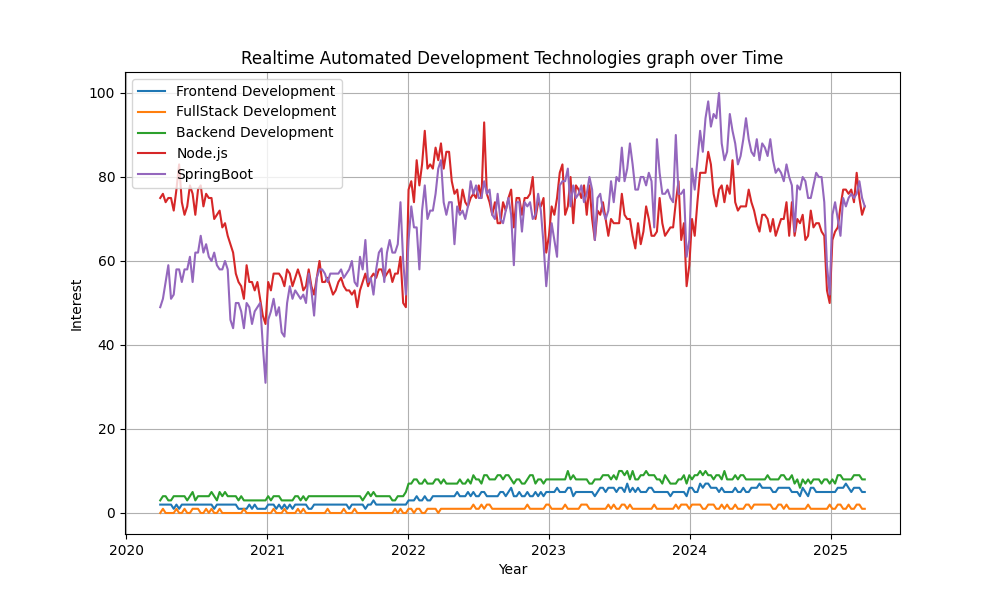 Realtime Automated Development Technologies graph over Time
Frontend Development
FullStack Development
Backend Development
Node.js
SpringBoot
100
80
60
40
20
0
Interest
2020 2021 2022 2023 2024 2025
Year